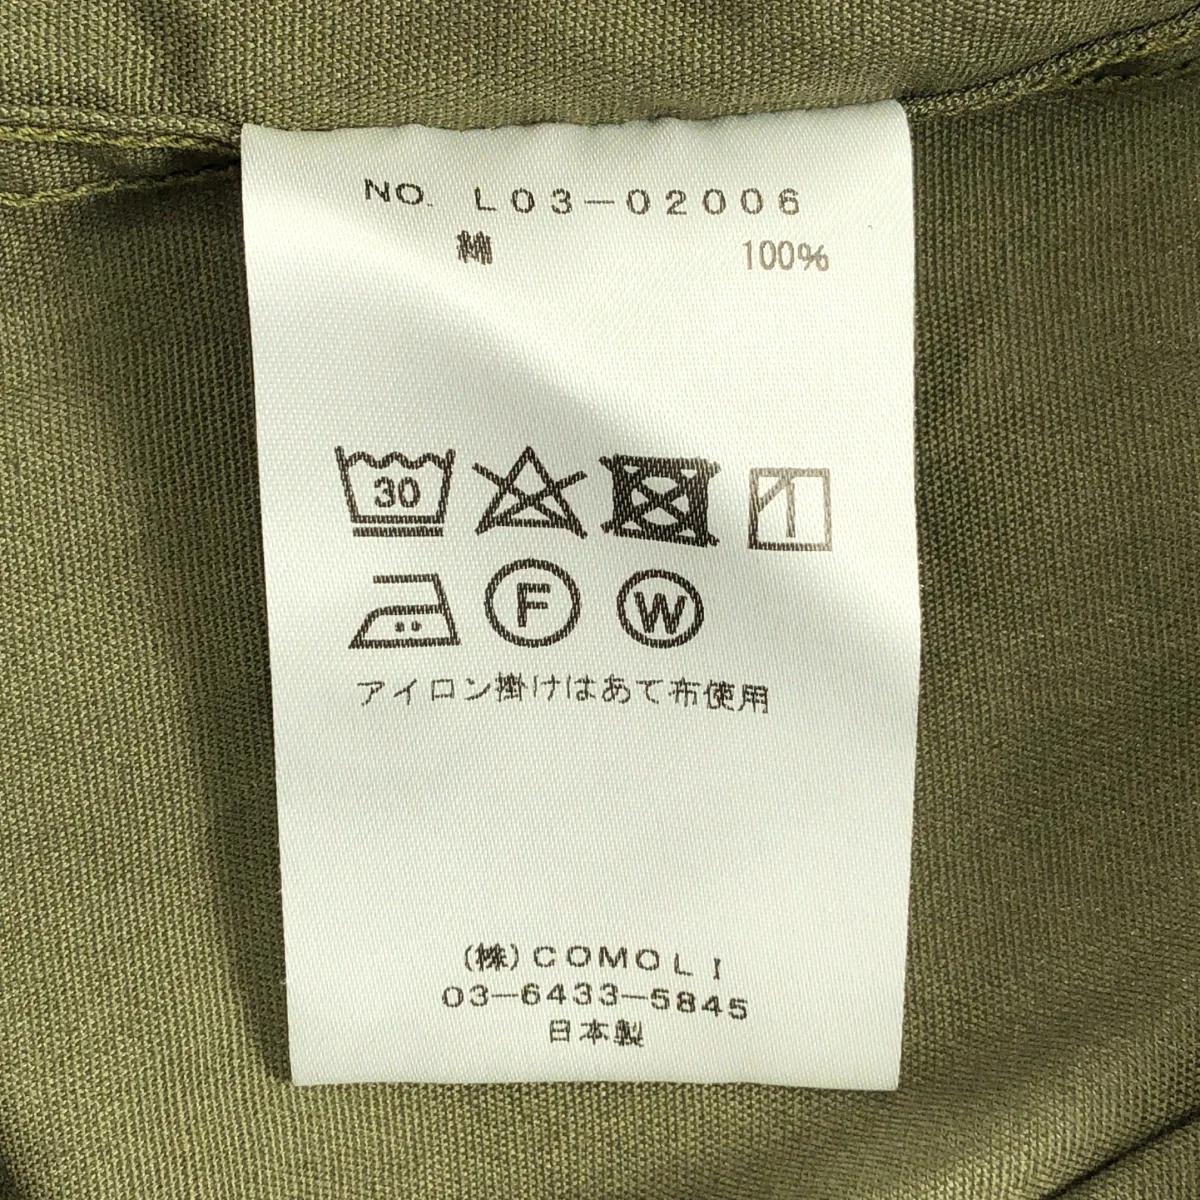 NO. L03-02006
綿 100%
30
F W
アイロン掛けはあて布使用
(株)COMOLI
03-6433-5845
日本製